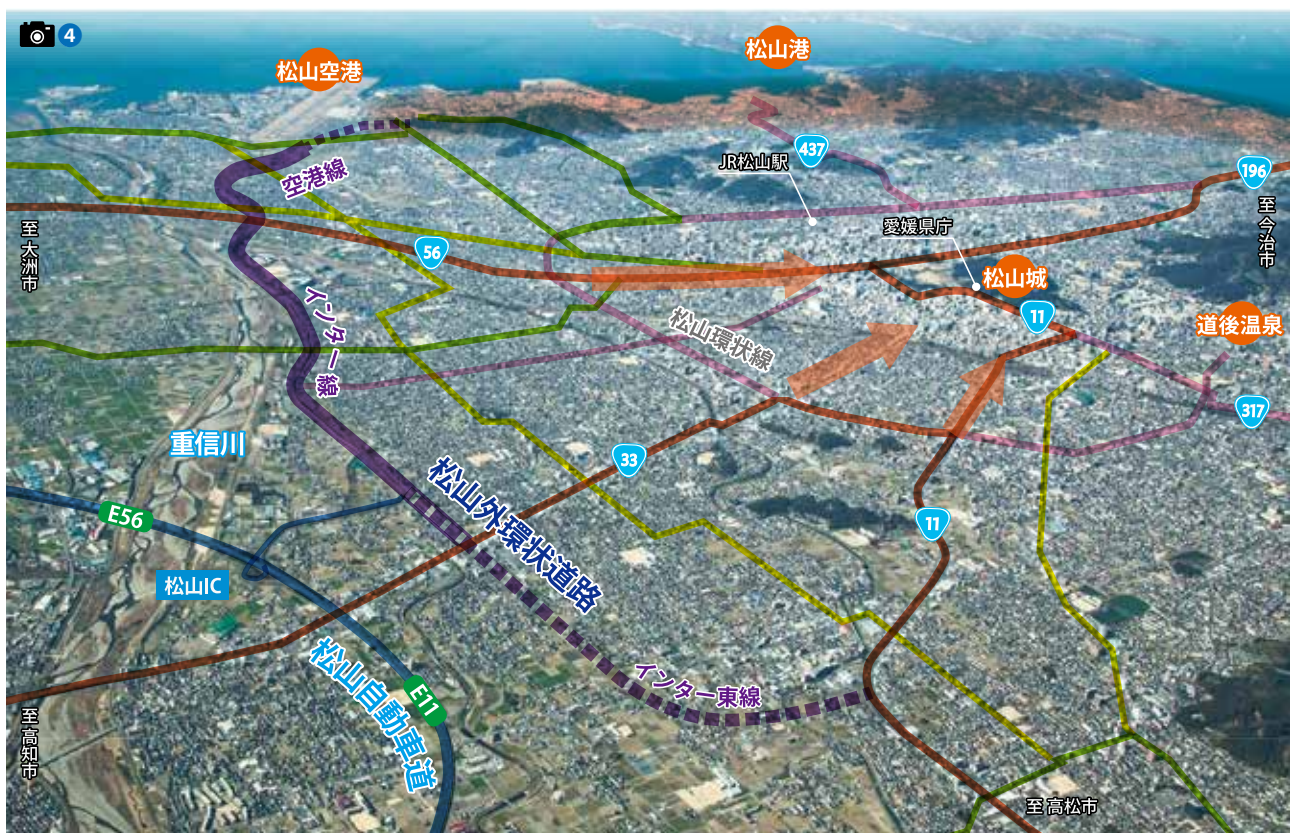 4
松山空港
松山港
437
JR松山駅
196
空港線
至大洲市
56
愛媛県庁
至今治市
松山城
インター線
松山環状線
11
道後温泉
317
重信川
33
松山外環状道路
E56
11
松山IC
インター東線
松山自動車道
E11
至高知市
至高松市